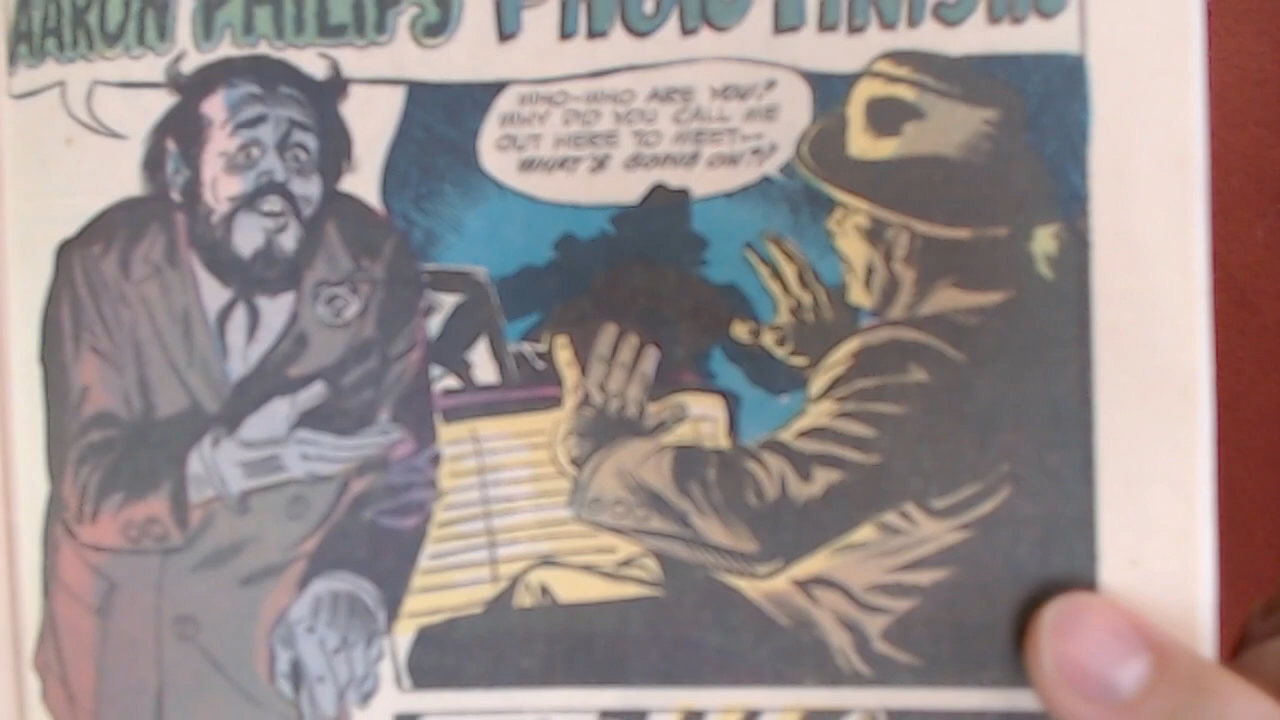 AARON PHILIPS' PHOTO FINISH!!
WHO-WHO ARE YOU?
WHY DID YOU CALL ME
OUT HERE TO MEET--
WHAT'S GOING ON?!